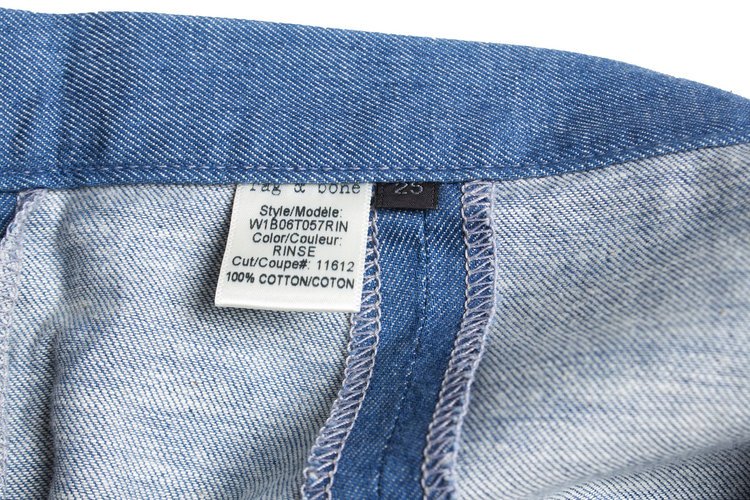 rag & bone
25
Style/Modèle:
W1B06T057RIN
Color/Couleur:
RINSE
Cut/Coupe#: 11612
100% COTTON/COTON